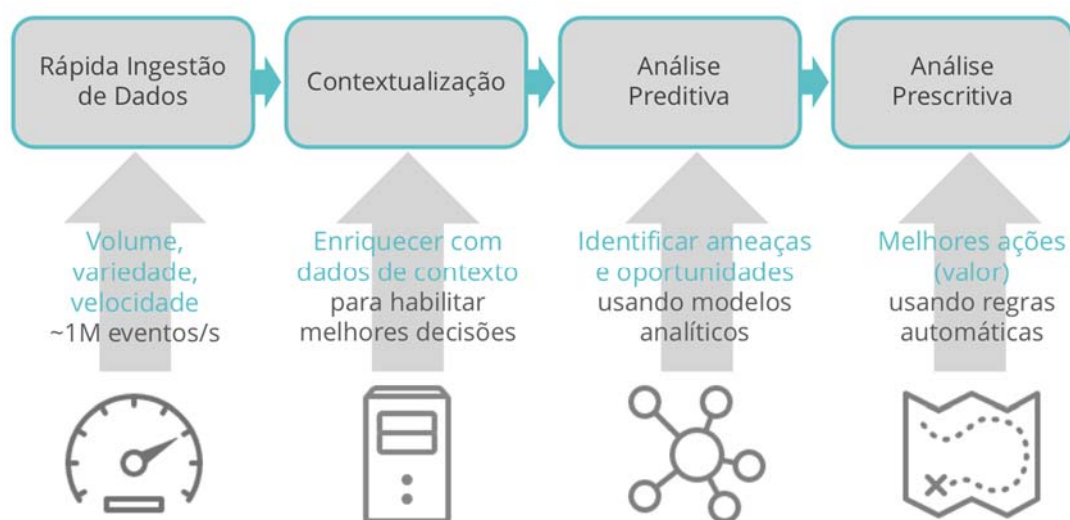 Rápida Ingestão
de Dados
Contextualização
Análise
Preditiva
Análise
Prescritiva
Volume,
variedade,
velocidade
~1M eventos/s
Enriquecer com
dados de contexto
para habilitar
melhores decisões
Identificar ameaças
e oportunidades
usando modelos
analíticos
Melhores ações
(valor)
usando regras
automáticas